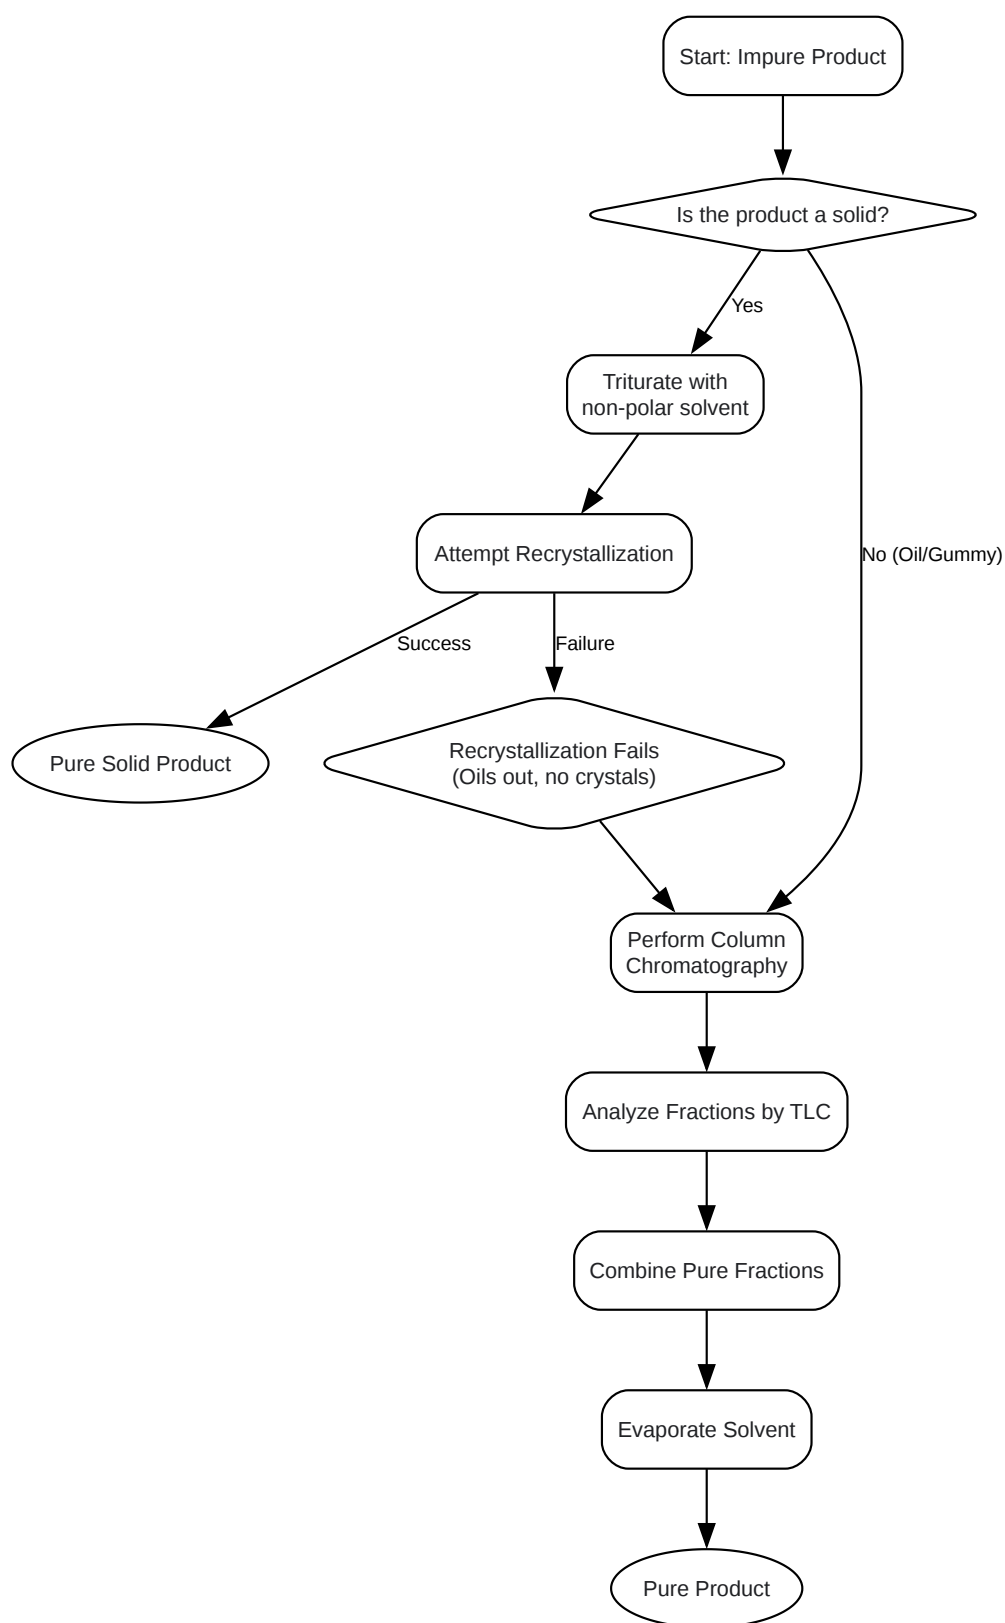 Start: Impure Product
Is the product a solid?
Yes
Triturate with
non-polar solvent
No (Oil/Gummy)
Attempt Recrystallization
Success
Failure
Pure Solid Product
Recrystallization Fails
(Oils out, no crystals)
Perform Column
Chromatography
Analyze Fractions by TLC
Combine Pure Fractions
Evaporate Solvent
Pure Product